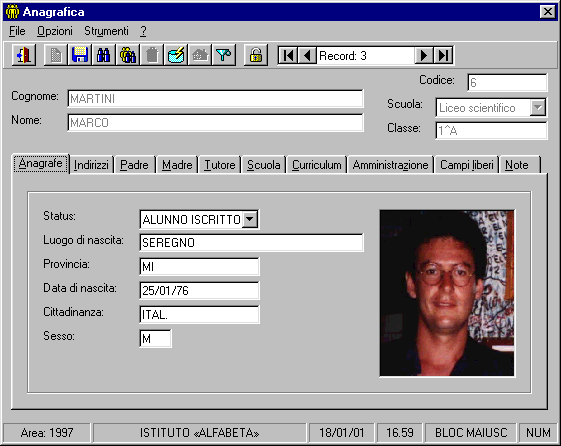 Anagrafica
File Opzioni Strumenti ?
Record: 3
Codice: 6
Cognome: MARTINI
Scuola: Liceo scientifico
Nome: MARCO
Classe: 1^A
Anagrafe Indirizzi Padre Madre Tutore Scuola Curriculum Amministrazione Campi liberi Note
Status: ALUNNO ISCRITTO
Luogo di nascita: SEREGNO
Provincia: MI
Data di nascita: 25/01/76
Cittadinanza: ITAL.
Sesso: M
Area: 1997 ISTITUTO «ALFABETA» 18/01/01 16.59 BLOC MAIUSC NUM